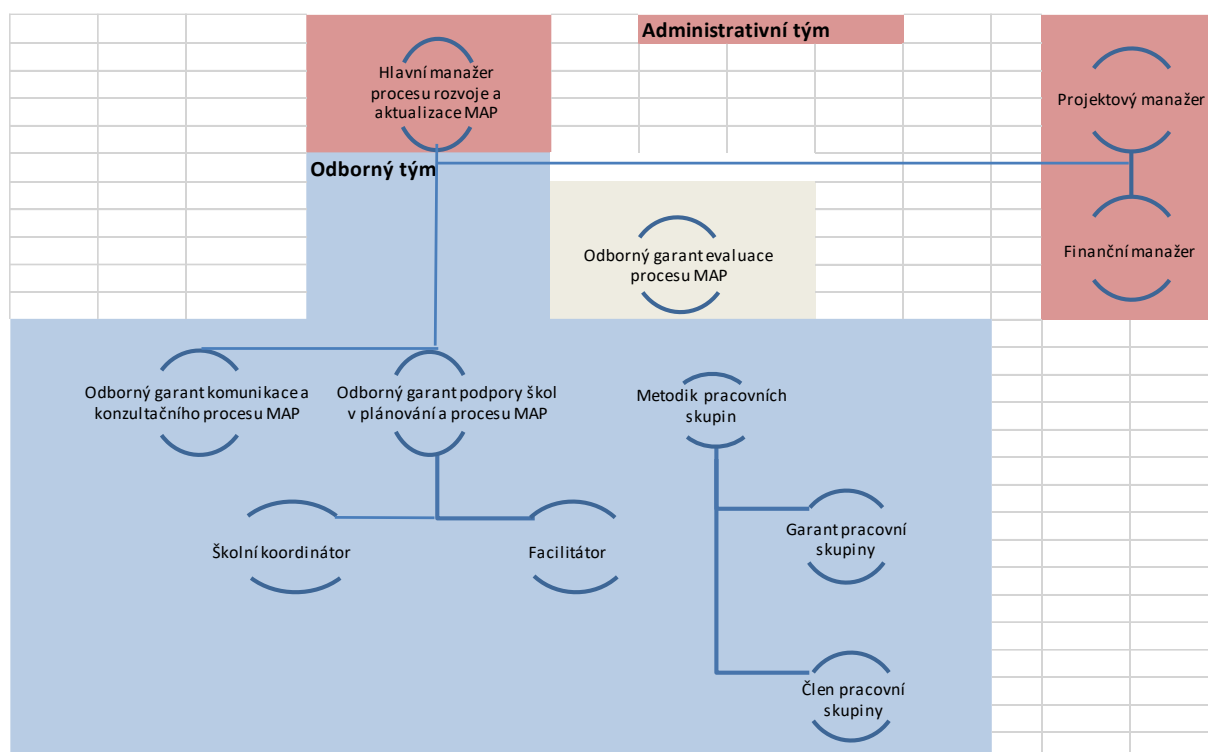 Administrativní tým
Hlavní manažer
procesu rozvoje a
aktualizace MAP
Projektový manažer
Odborný tým
Odborný garant evaluace
procesu MAP
Finanční manažer
Odborný garant komunikace a
konzultačního procesu MAP
Odborný garant podpory škol
v plánování a procesu MAP
Metodik pracovních
skupin
Garant pracovní
skupiny
Školní koordinátor
Facilitátor
Člen pracovní
skupiny